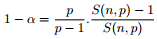 1 − α = p / (p − 1) . (S(n, p) − 1) / S(n, p)